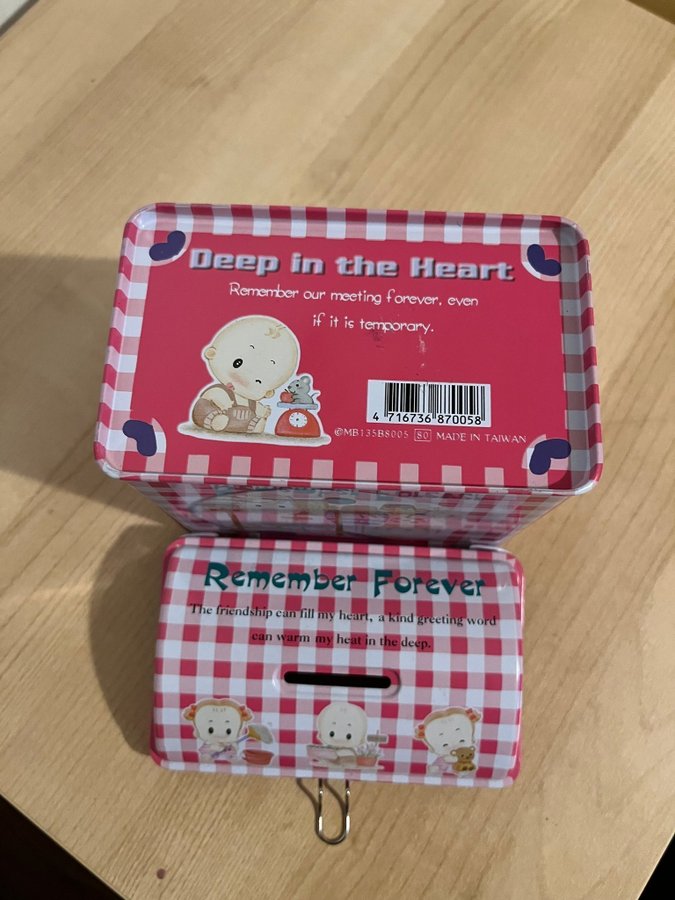 Deep in the Heart
Remember our meeting forever, even
if it is temporary.
4 716736 870058
©MB135B8005 80 MADE IN TAIWAN
Remember Forever
The friendship can fill my heart, a kind greeting word
can warm my heat in the deep.